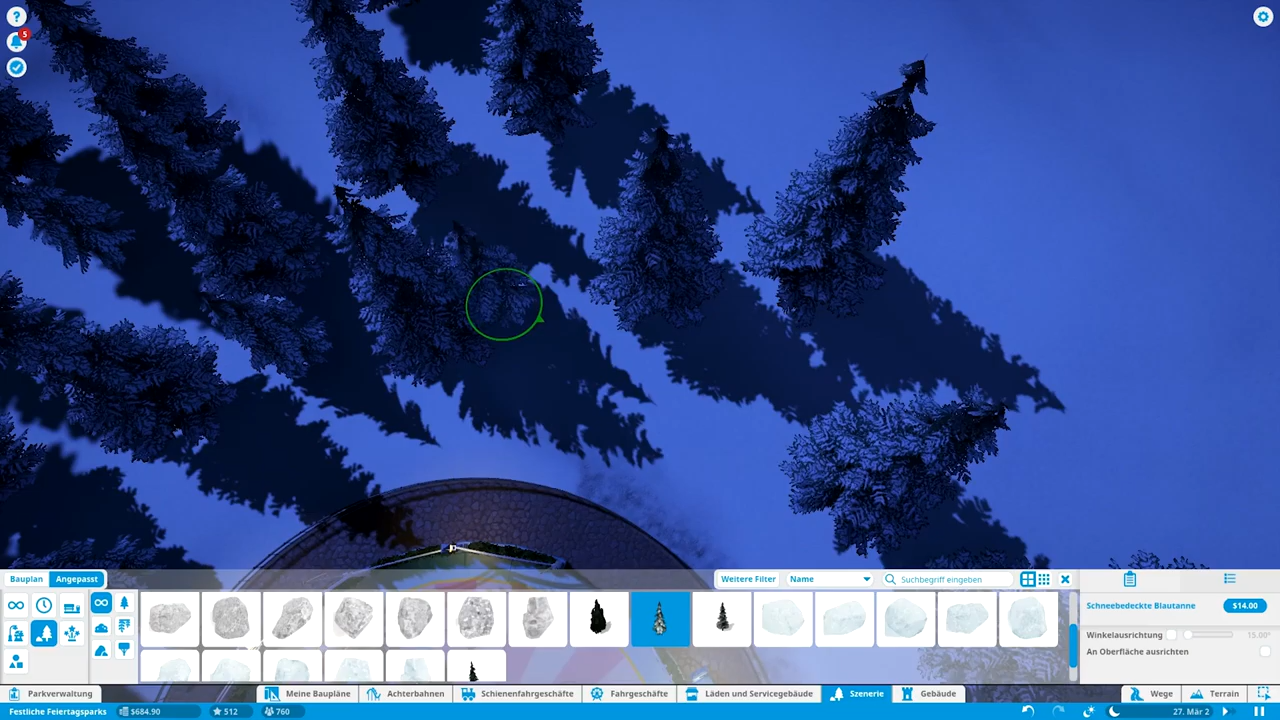 ?
5
Bauplan Angepasst
Weitere Filter Name Suchbegriff eingeben
Schneebedeckte Blautanne $14.00
Winkelausrichtung 15.00°
An Oberfläche ausrichten
Parkverwaltung Meine Baupläne Achterbahnen Schienenfahrgeschäfte Fahrgeschäfte Läden und Servicegebäude Szenerie Gebäude Wege Terrain
Festliche Feiertagsparks $684.90 512 760 27. Mär 2